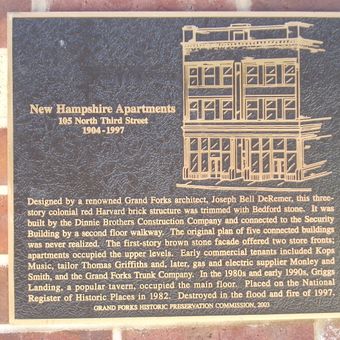 New Hampshire Apartments
105 North Third Street
1904-1997
Designed by a renowned Grand Forks architect, Joseph Bell DeRemer, this three-
story colonial red Harvard brick structure was trimmed with Bedford stone. It was
built by the Dinnie Brothers Construction Company and connected to the Security
Building by a second floor walkway. The original plan of five connected buildings
was never realized. The first-story brown stone facade offered two store fronts;
apartments occupied the upper levels. Early commercial tenants included Kops
Music, tailor Thomas Griffiths and, later, gas and electric supplier Monley and
Smith, and the Grand Forks Trunk Company. In the 1980s and early 1990s, Griggs
Landing, a popular tavern, occupied the main floor. Placed on the National
Register of Historic Places in 1982. Destroyed in the flood and fire of 1997.
GRAND FORKS HISTORIC PRESERVATION COMMISSION, 2003